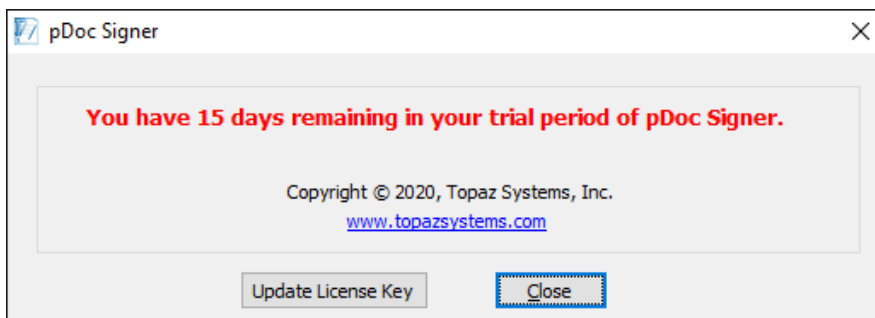 pDoc Signer
You have 15 days remaining in your trial period of pDoc Signer.
Copyright © 2020, Topaz Systems, Inc.
www.topazsystems.com
Update License Key
Close